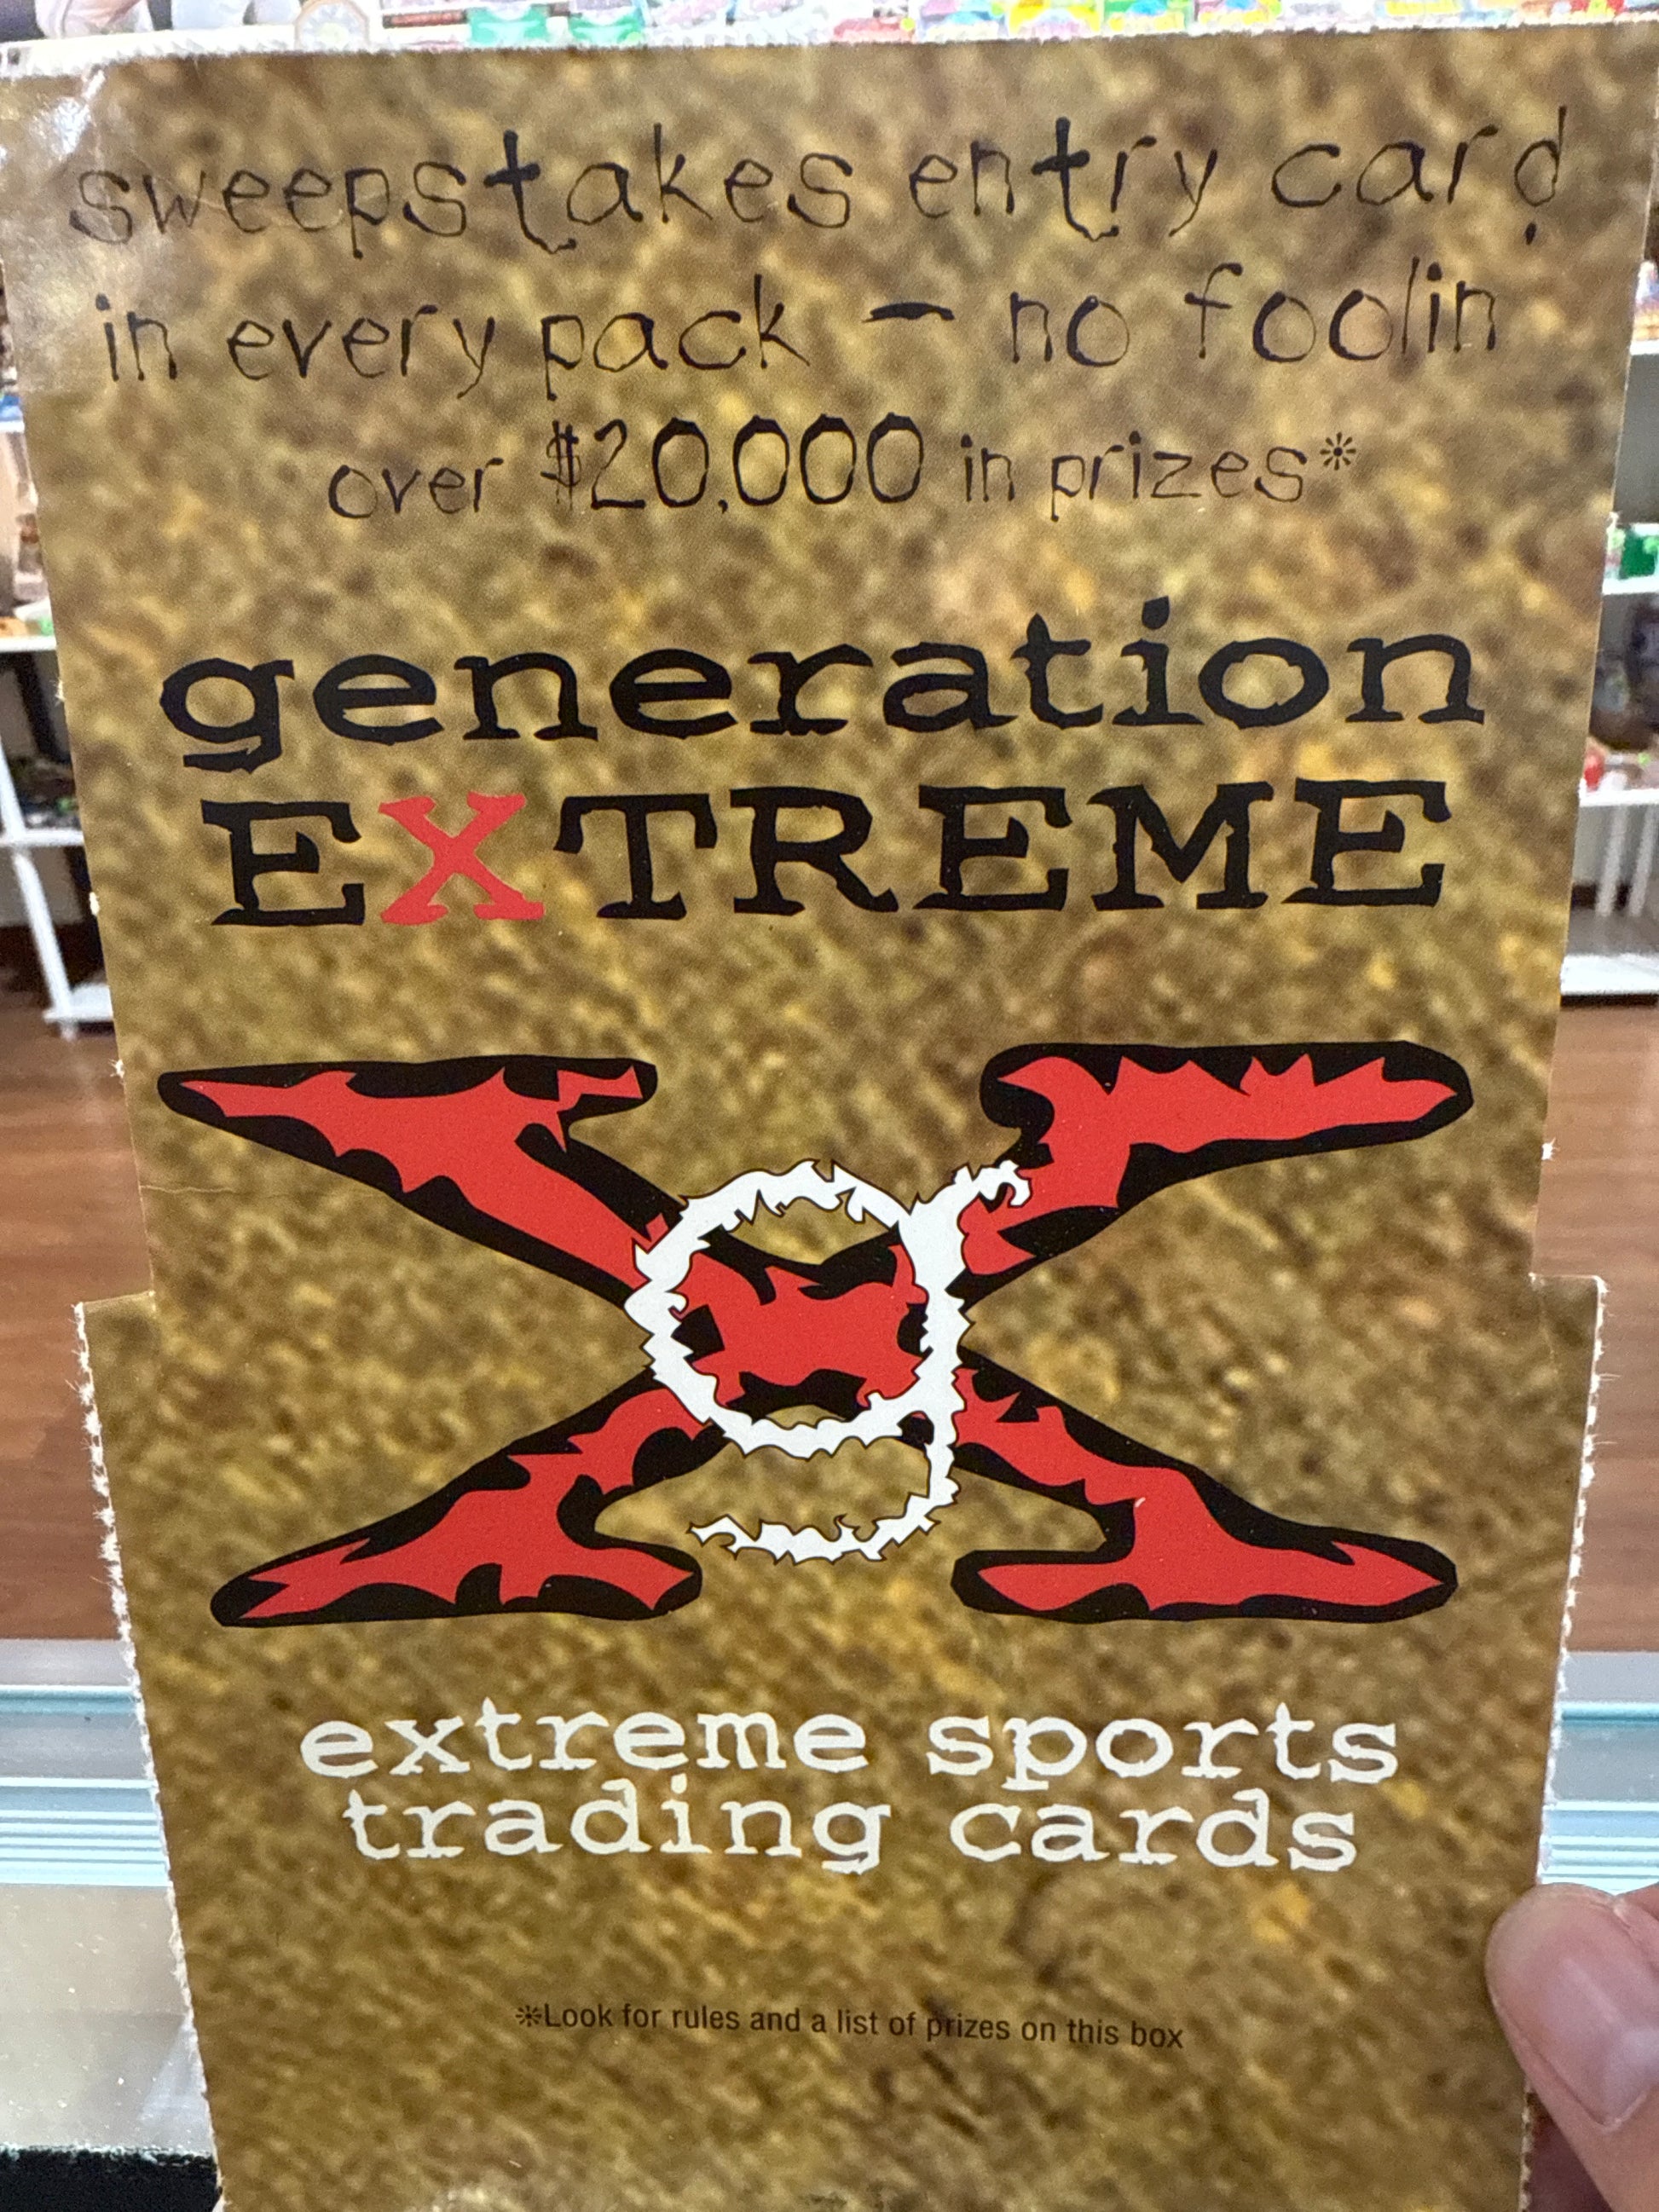 sweepstakes entry card
in every pack — no foolin
over $20,000 in prizes*
generation
EXTREME
X
g
extreme sports
trading cards
*Look for rules and a list of prizes on this box